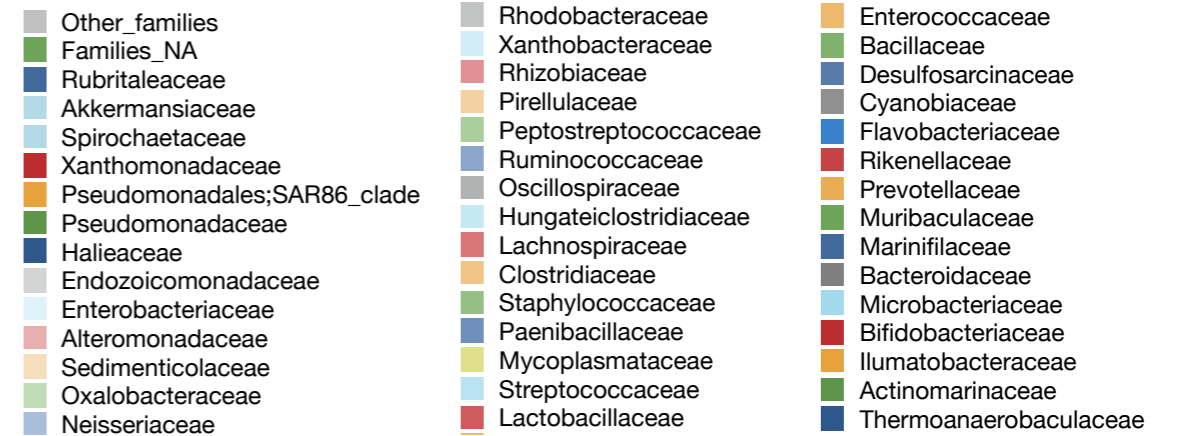 Other_families
Families_NA
Rubritaleaceae
Akkermansiaceae
Spirochaetaceae
Xanthomonadaceae
Pseudomonadales;SAR86_clade
Pseudomonadaceae
Halieaceae
Endozoicomonadaceae
Enterobacteriaceae
Alteromonadaceae
Sedimenticolaceae
Oxalobacteraceae
Neisseriaceae
Rhodobacteraceae
Xanthobacteraceae
Rhizobiaceae
Pirellulaceae
Peptostreptococcaceae
Ruminococcaceae
Oscillospiraceae
Hungateiclostridiaceae
Lachnospiraceae
Clostridiaceae
Staphylococcaceae
Paenibacillaceae
Mycoplasmataceae
Streptococcaceae
Lactobacillaceae
Enterococcaceae
Bacillaceae
Desulfosarcinaceae
Cyanobiaceae
Flavobacteriaceae
Rikenellaceae
Prevotellaceae
Muribaculaceae
Marinifilaceae
Bacteroidaceae
Microbacteriaceae
Bifidobacteriaceae
Ilumatobacteraceae
Actinomarinaceae
Thermoanaerobaculaceae